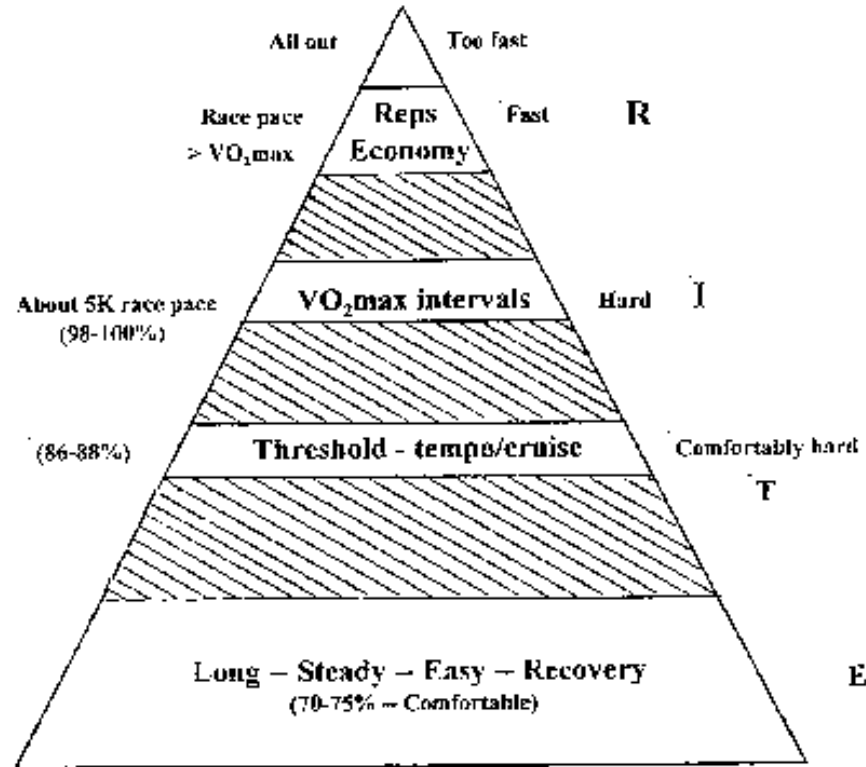 All out Too fast
Race pace Reps Fast R
> VO₂max Economy
About 5K race pace VO₂max intervals Hard I
(98-100%)
(86-88%) Threshold - tempo/cruise Comfortably hard
T
Long – Steady – Easy – Recovery E
(70-75% – Comfortable)